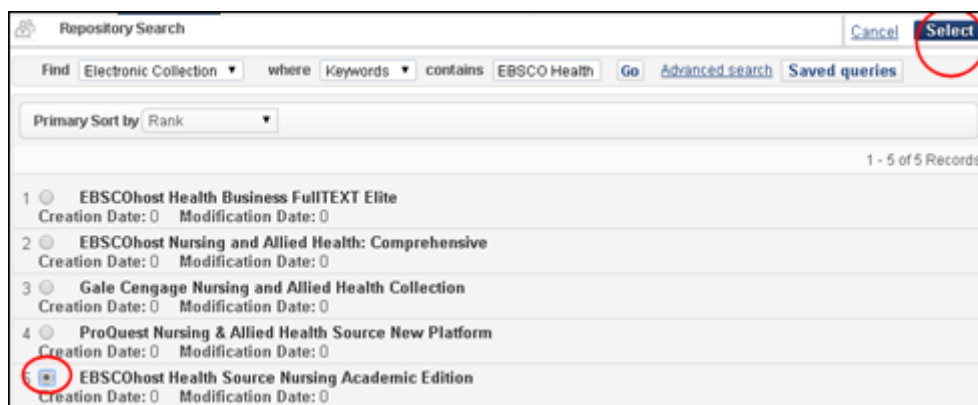 Repository Search Cancel Select
Find Electronic Collection where Keywords contains EBSCO Health Go Advanced search Saved queries
Primary Sort by Rank
1 - 5 of 5 Records
1 EBSCOhost Health Business FullTEXT Elite
Creation Date: 0 Modification Date: 0
2 EBSCOhost Nursing and Allied Health: Comprehensive
Creation Date: 0 Modification Date: 0
3 Gale Cengage Nursing and Allied Health Collection
Creation Date: 0 Modification Date: 0
4 ProQuest Nursing & Allied Health Source New Platform
Creation Date: 0 Modification Date: 0
5 EBSCOhost Health Source Nursing Academic Edition
Creation Date: 0 Modification Date: 0